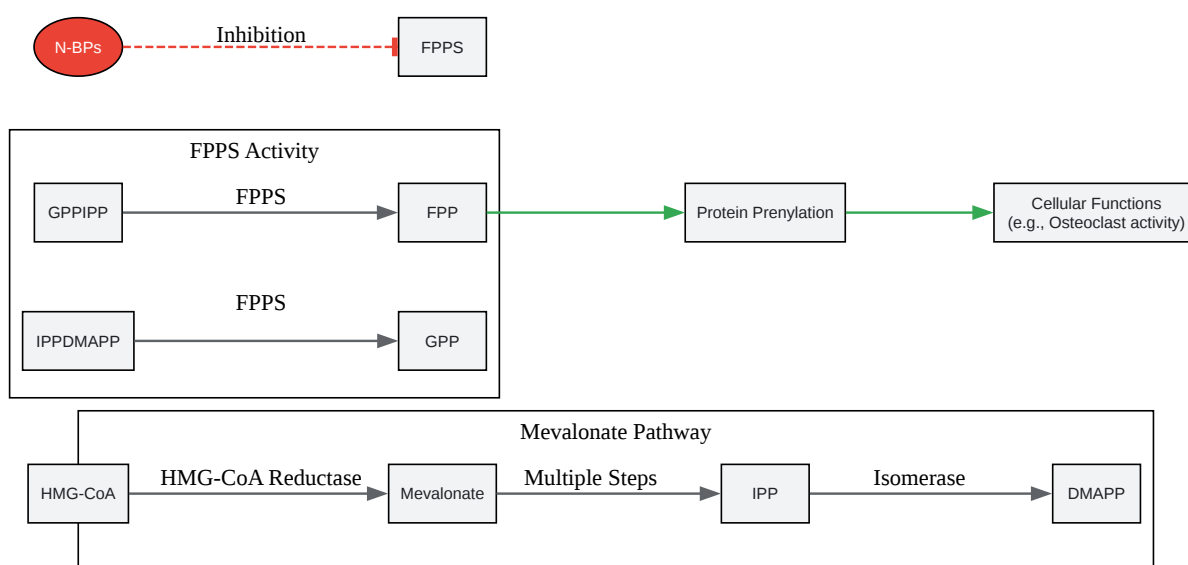 N-BPs
Inhibition
FPPS
FPPS Activity
GPPIPP
FPPS
FPP
Protein Prenylation
Cellular Functions
(e.g., Osteoclast activity)
IPPDMAPP
FPPS
GPP
Mevalonate Pathway
HMG-CoA
HMG-CoA Reductase
Mevalonate
Multiple Steps
IPP
Isomerase
DMAPP